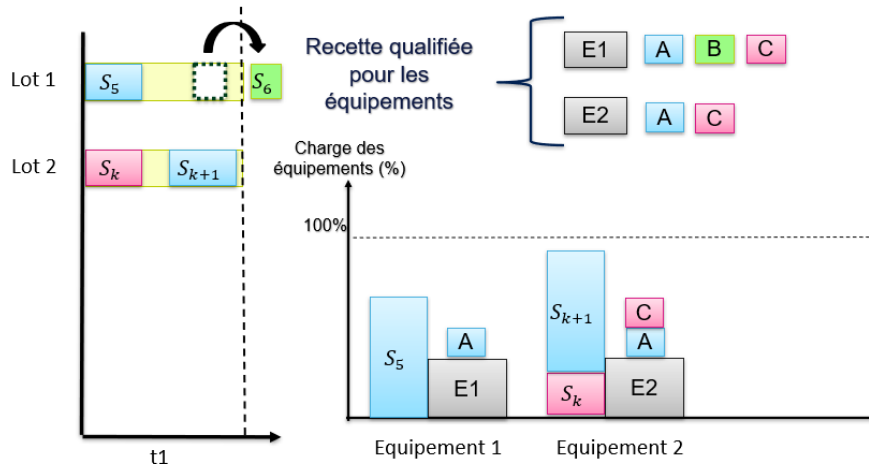 Lot 1
S5
S6
Lot 2
Sk
Sk+1
t1
Recette qualifiée
pour les
équipements
E1 A B C
E2 A C
Charge des
équipements (%)
100%
S5
A
E1
Sk+1
Sk
C
A
E2
Equipement 1
Equipement 2